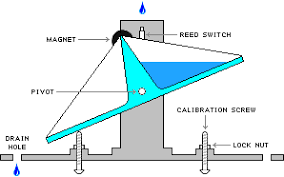 MAGNET
REED SWITCH
PIVOT
CALIBRATION SCREW
DRAIN
HOLE
LOCK NUT